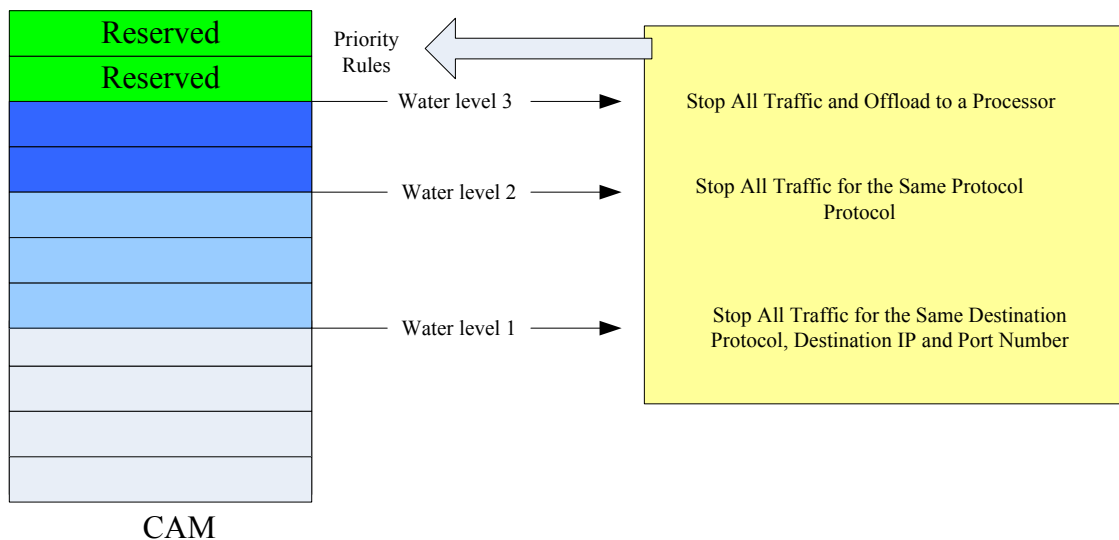 Reserved
Reserved
Priority
Rules
Water level 3
Stop All Traffic and Offload to a Processor
Water level 2
Stop All Traffic for the Same Protocol
Protocol
Water level 1
Stop All Traffic for the Same Destination
Protocol, Destination IP and Port Number
CAM